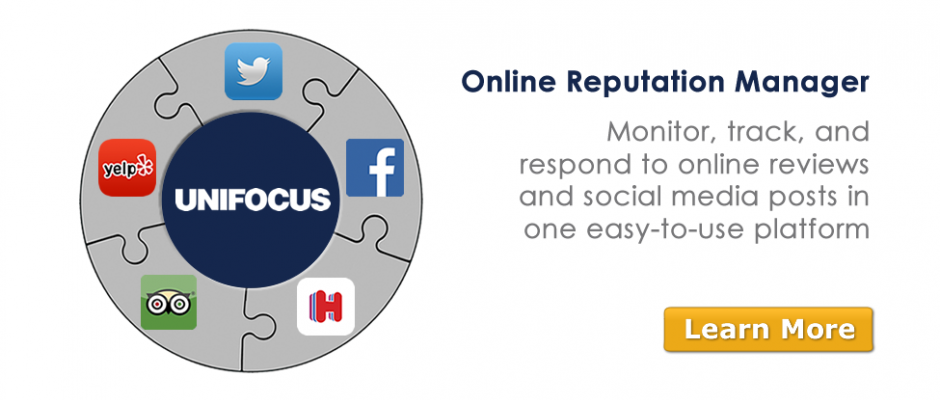 Online Reputation Manager
Monitor, track, and
respond to online reviews
and social media posts in
one easy-to-use platform
Learn More
yelp
f
UNIFOCUS
H